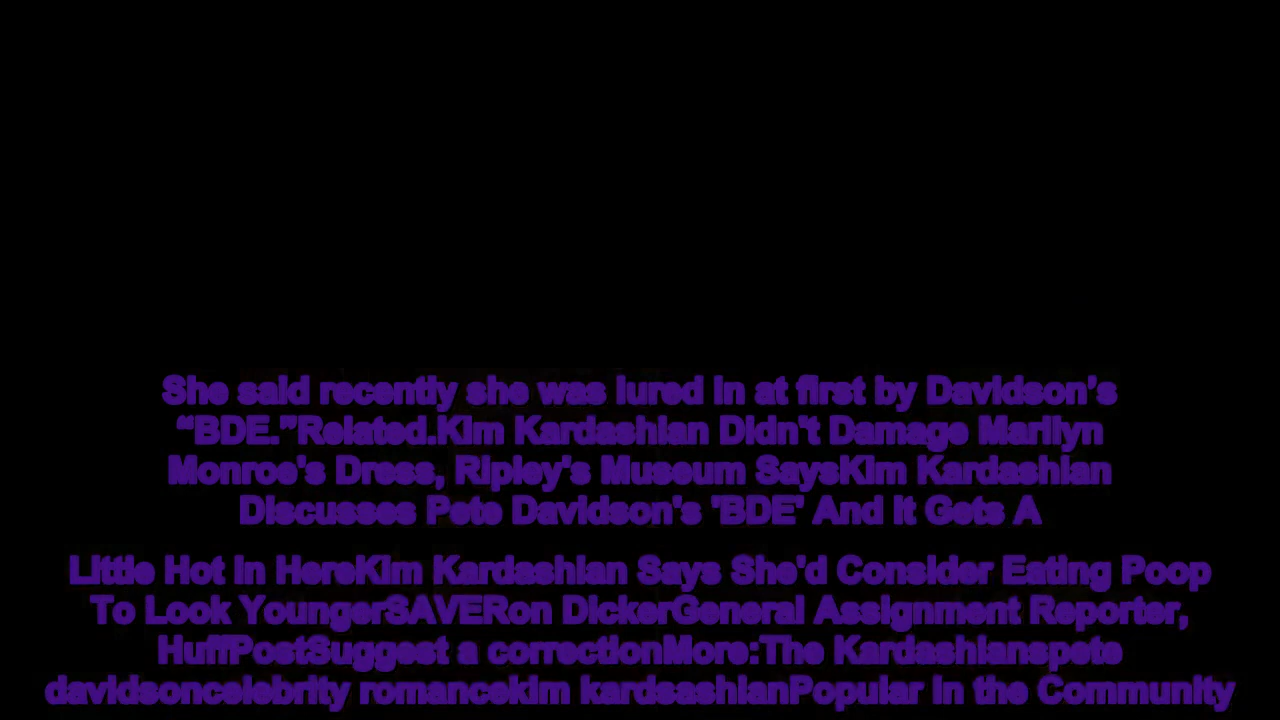 She said recently she was lured in at first by Davidson's
“BDE.”Related.Kim Kardashian Didn't Damage Marilyn
Monroe's Dress, Ripley's Museum SaysKim Kardashian
Discusses Pete Davidson's 'BDE' And It Gets A
Little Hot in HereKim Kardashian Says She'd Consider Eating Poop
To Look YoungerSAVERon DickerGeneral Assignment Reporter,
HuffPostSuggest a correctionMore:The Kardashianspete
davidsoncelebrity romancekim kardsashianPopular in the Community